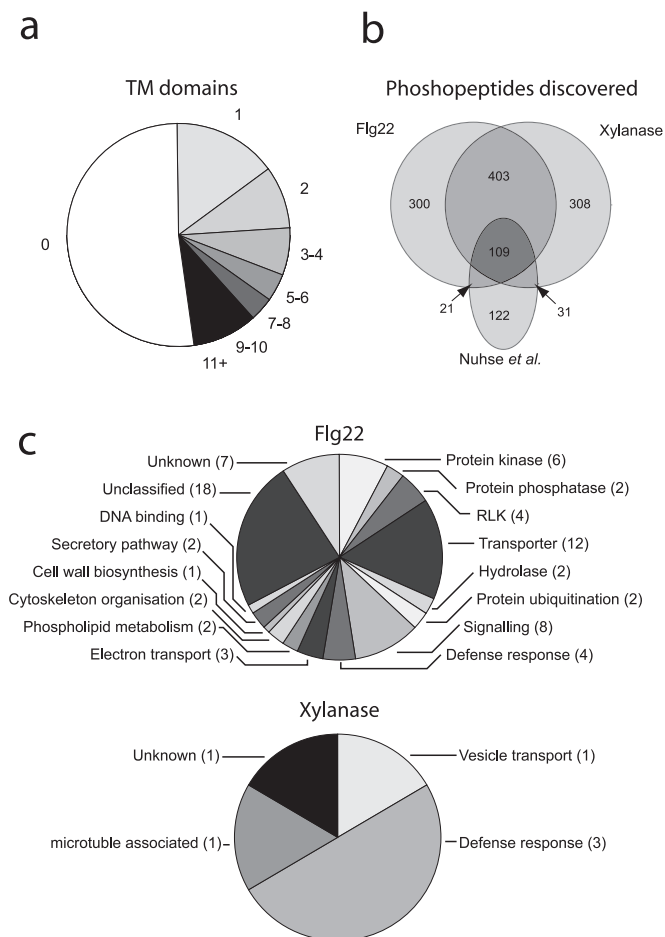 a
TM domains
1
2
3-4
5-6
7-8
9-10
11+
0
b
Phoshopeptides discovered
Flg22
Xylanase
403
300
308
109
21
31
122
Nuhse et al.
c
Flg22
Unknown (7)
Unclassified (18)
DNA binding (1)
Secretory pathway (2)
Cell wall biosynthesis (1)
Cytoskeleton organisation (2)
Phospholipid metabolism (2)
Electron transport (3)
Protein kinase (6)
Protein phosphatase (2)
RLK (4)
Transporter (12)
Hydrolase (2)
Protein ubiquitination (2)
Signalling (8)
Defense response (4)
Xylanase
Unknown (1)
microtuble associated (1)
Vesicle transport (1)
Defense response (3)